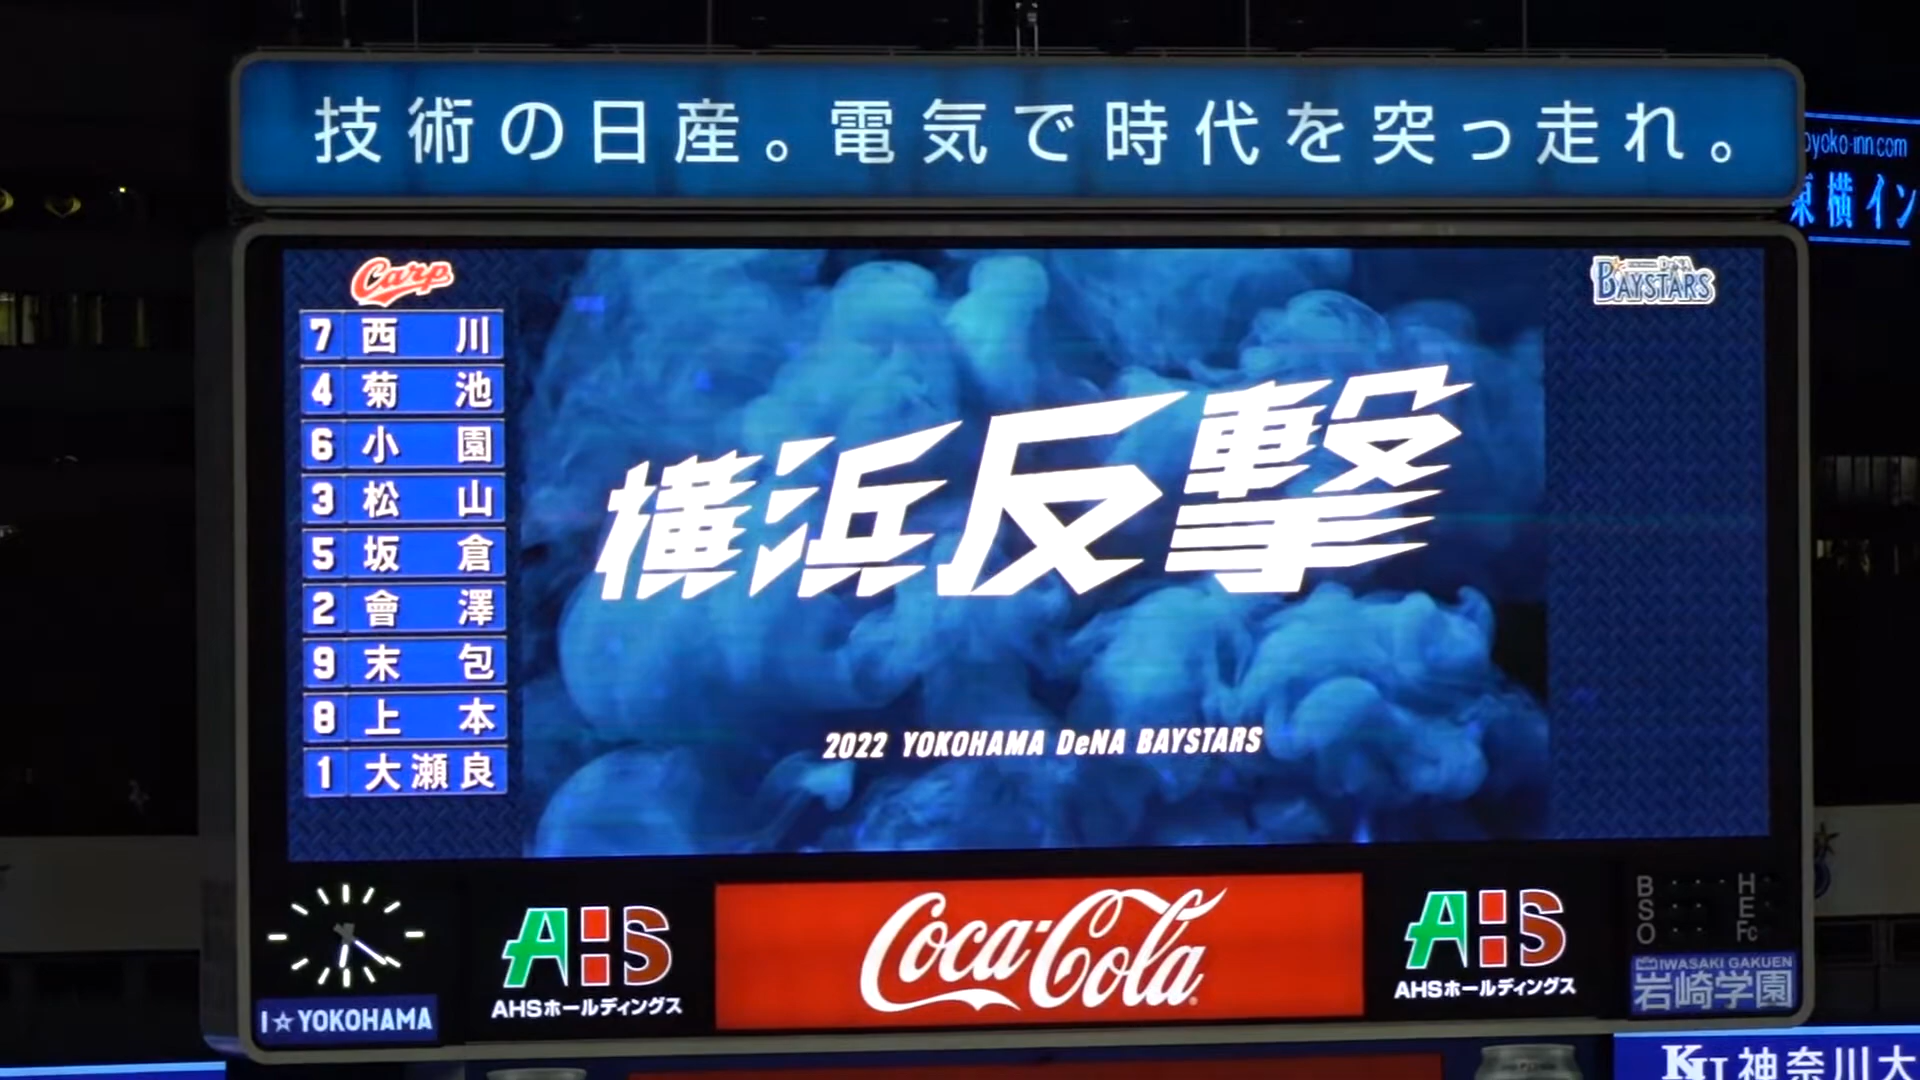 技術の日産。電気で時代を突っ走れ。
oyoko-inn.com
東横イン
Carp
DeNA
BAYSTARS
7 西川
4 菊池
6 小園
3 松山
5 坂倉
2 會澤
9 末包
8 上本
1 大瀬良
横浜反撃
2022 YOKOHAMA DeNA BAYSTARS
I☆YOKOHAMA
AHS
AHSホールディングス
Coca-Cola
AHS
AHSホールディングス
B H
S E
O Fc
IWASAKI GAKUEN
岩崎学園
KU 神奈川大